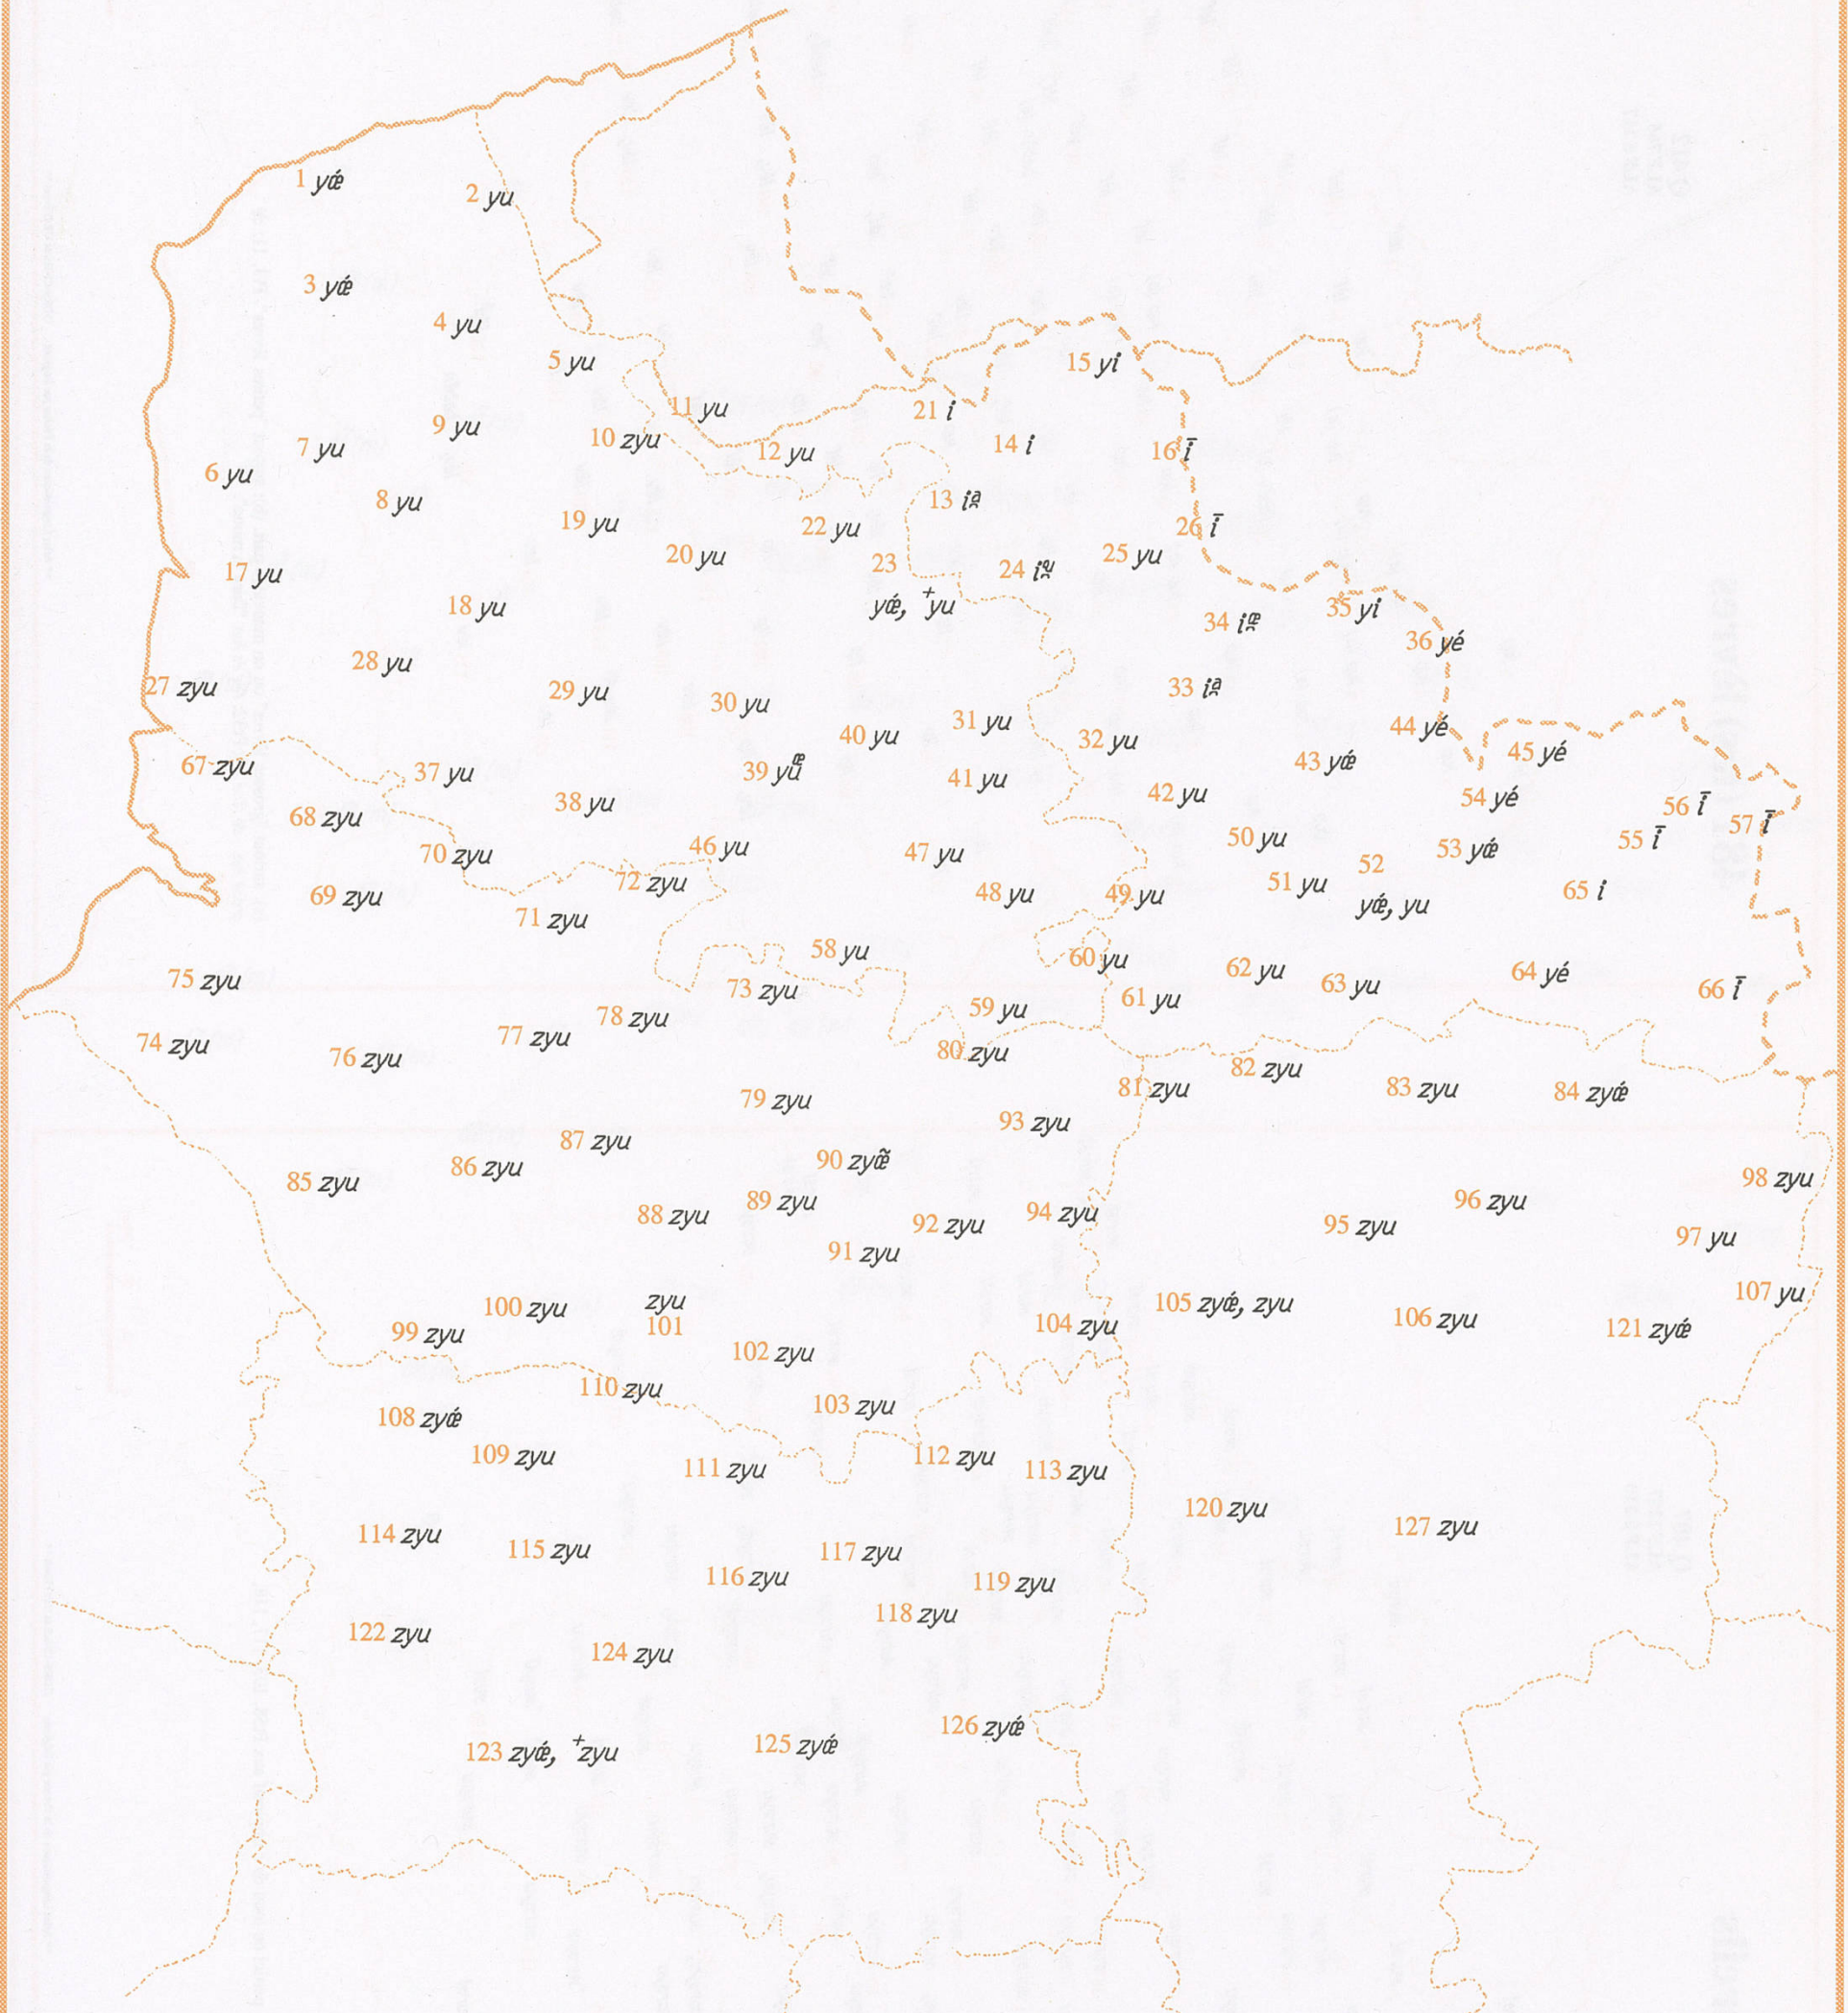 1 yœ́
2 yu
3 yœ́
4 yu
5 yu
15 yi
11 yu
21 i
9 yu
10 zyu
14 i
7 yu
12 yu
16 ī
6 yu
8 yu
13 iə̯
19 yu
22 yu
26 ī
20 yu
23
25 yu
17 yu
24
yœ́, ⁺yu
18 yu
35 yi
34
36 yé
28 yu
27 zyu
29 yu
30 yu
33
31 yu
44 yé
40 yu
32 yu
45 yé
67 zyu
37 yu
39
43 yœ́
41 yu
38 yu
42 yu
54 yé
56 ī
68 zyu
57 ī
70 zyu
46 yu
47 yu
50 yu
53 yœ́
55 ī
52
72 zyu
51 yu
69 zyu
48 yu
49 yu
65 i
yœ́, yu
71 zyu
58 yu
60 yu
75 zyu
62 yu
64 yé
73 zyu
63 yu
66 ī
61 yu
59 yu
78 zyu
77 zyu
74 zyu
80 zyu
76 zyu
82 zyu
81 zyu
83 zyu
84 zyœ́
79 zyu
93 zyu
87 zyu
90 zyœ̃
86 zyu
98 zyu
85 zyu
89 zyu
96 zyu
88 zyu
94 zyu
92 zyu
95 zyu
97 yu
91 zyu
107 yu
zyu
105 zyœ́, zyu
100 zyu
101
104 zyu
106 zyu
121 zyœ́
99 zyu
102 zyu
110 zyu
103 zyu
108 zyœ́
109 zyu
112 zyu
111 zyu
113 zyu
120 zyu
127 zyu
114 zyu
115 zyu
117 zyu
116 zyu
119 zyu
118 zyu
122 zyu
124 zyu
126 zyœ́
125 zyœ́
123 zyœ́, ⁺zyu